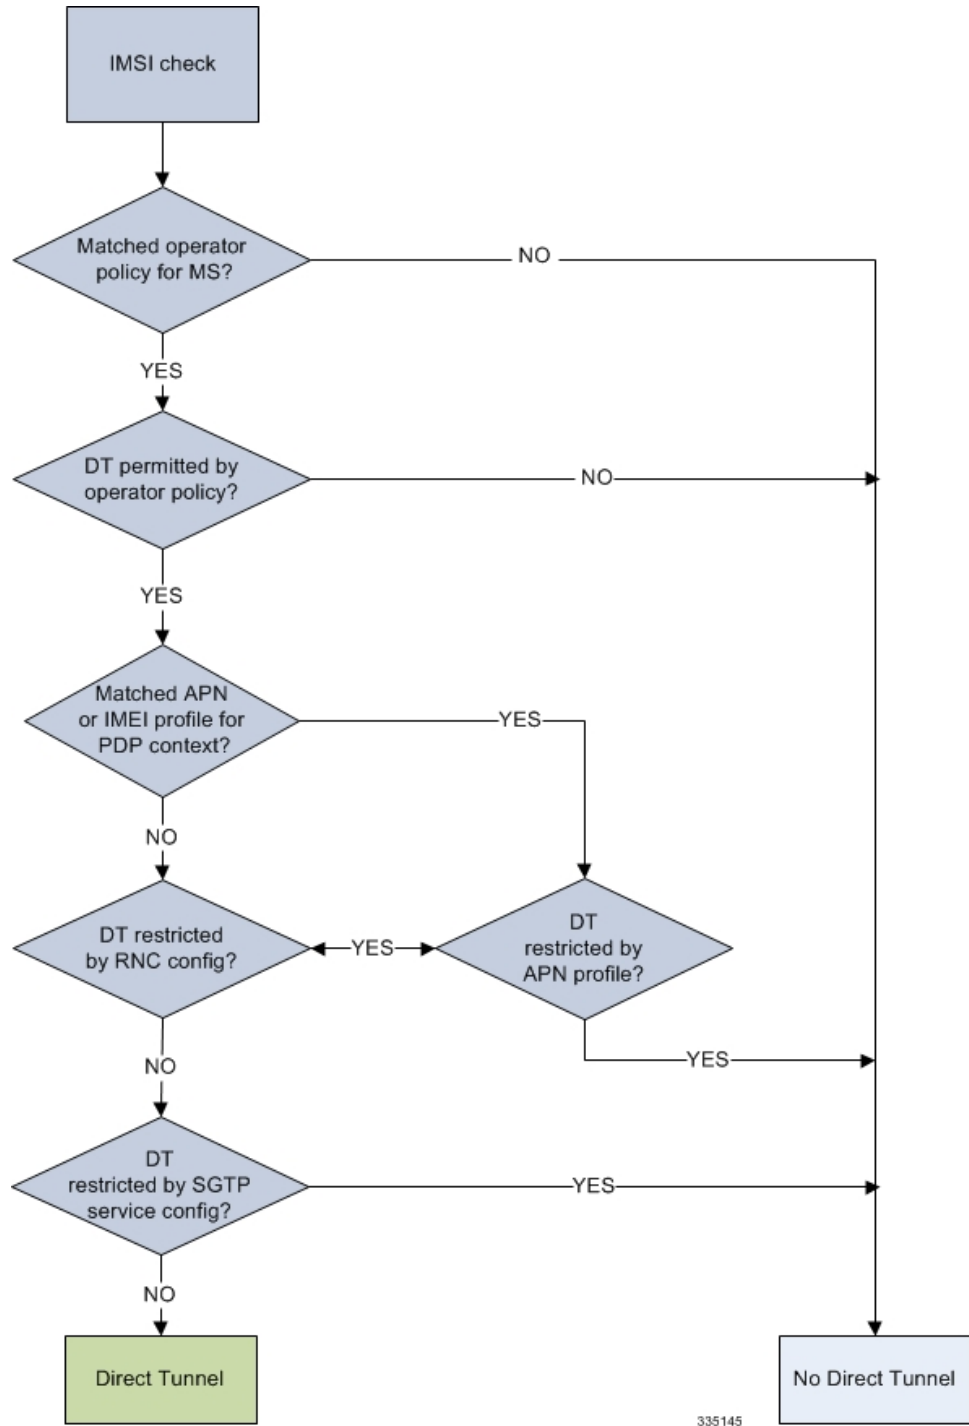 IMSI check
Matched operator
policy for MS?
NO
YES
DT permitted by
operator policy?
NO
YES
Matched APN
or IMEI profile for
PDP context?
YES
NO
DT restricted
by RNC config?
YES
DT
restricted by
APN profile?
YES
NO
DT
restricted by SGTP
service config?
YES
NO
Direct Tunnel
No Direct Tunnel
335145